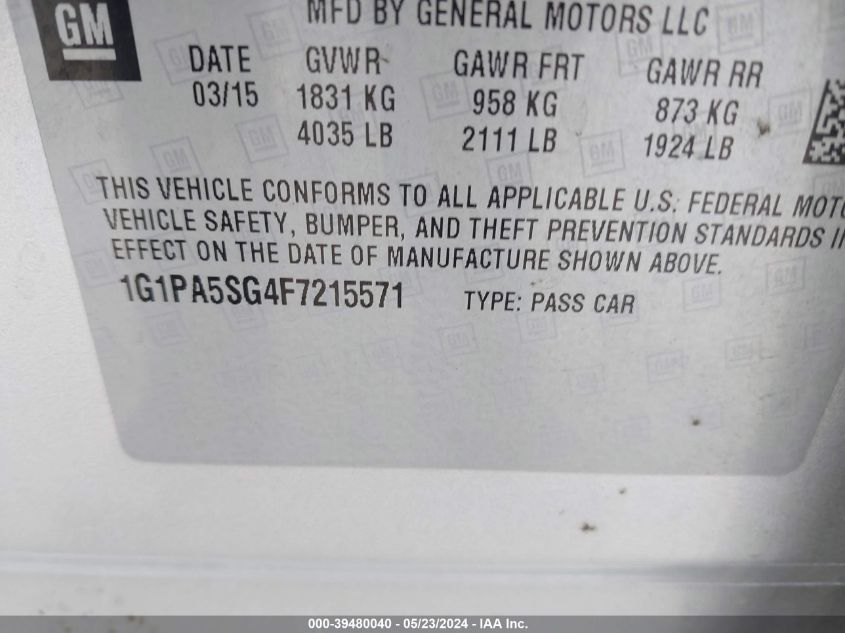 GM
MFD BY GENERAL MOTORS LLC
DATE GVWR GAWR FRT GAWR RR
03/15 1831 KG 958 KG 873 KG
4035 LB 2111 LB 1924 LB
THIS VEHICLE CONFORMS TO ALL APPLICABLE U.S. FEDERAL MOTO
VEHICLE SAFETY, BUMPER, AND THEFT PREVENTION STANDARDS I
EFFECT ON THE DATE OF MANUFACTURE SHOWN ABOVE.
1G1PA5SG4F7215571 TYPE: PASS CAR
000-39480040 - 05/23/2024 - IAA Inc.